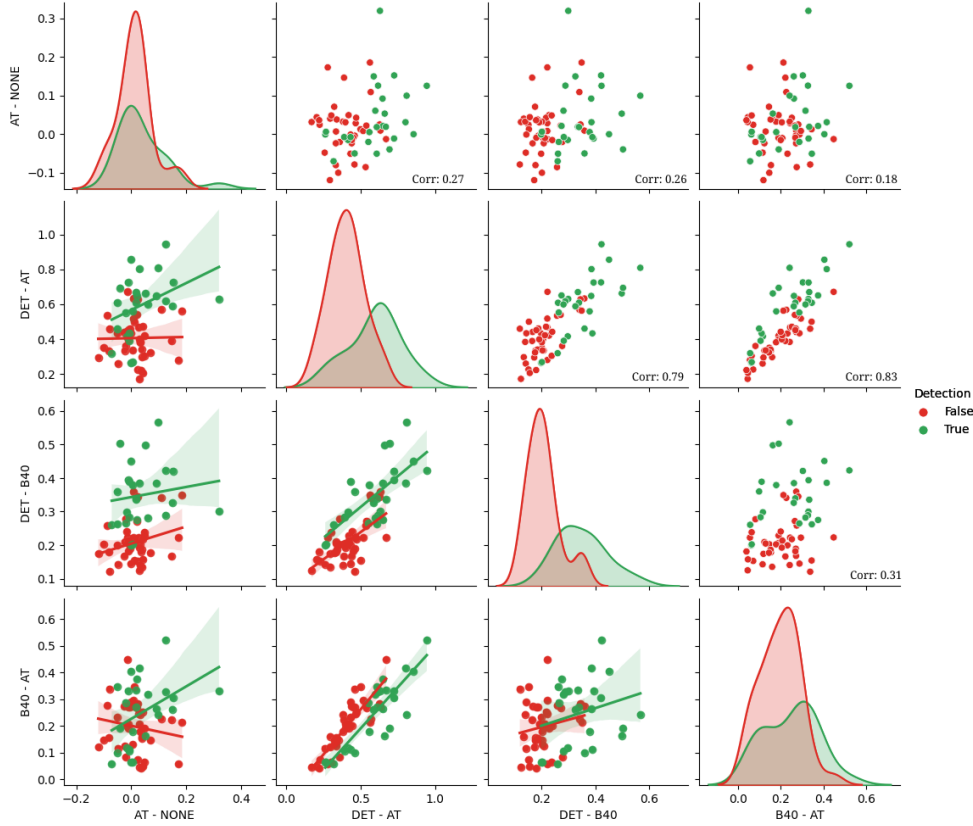 0.3
0.2
0.1
0.0
−0.1
AT - NONE
Corr: 0.27
Corr: 0.26
Corr: 0.18
1.0
0.8
0.6
0.4
0.2
DET - AT
Corr: 0.79
Corr: 0.83
Detection
False
True
0.6
0.5
0.4
0.3
0.2
0.1
DET - B40
Corr: 0.31
0.6
0.5
0.4
0.3
0.2
0.1
0.0
B40 - AT
−0.2 0.0 0.2 0.4
0.0 0.5 1.0
0.2 0.4 0.6
0.0 0.2 0.4 0.6
AT - NONE
DET - AT
DET - B40
B40 - AT